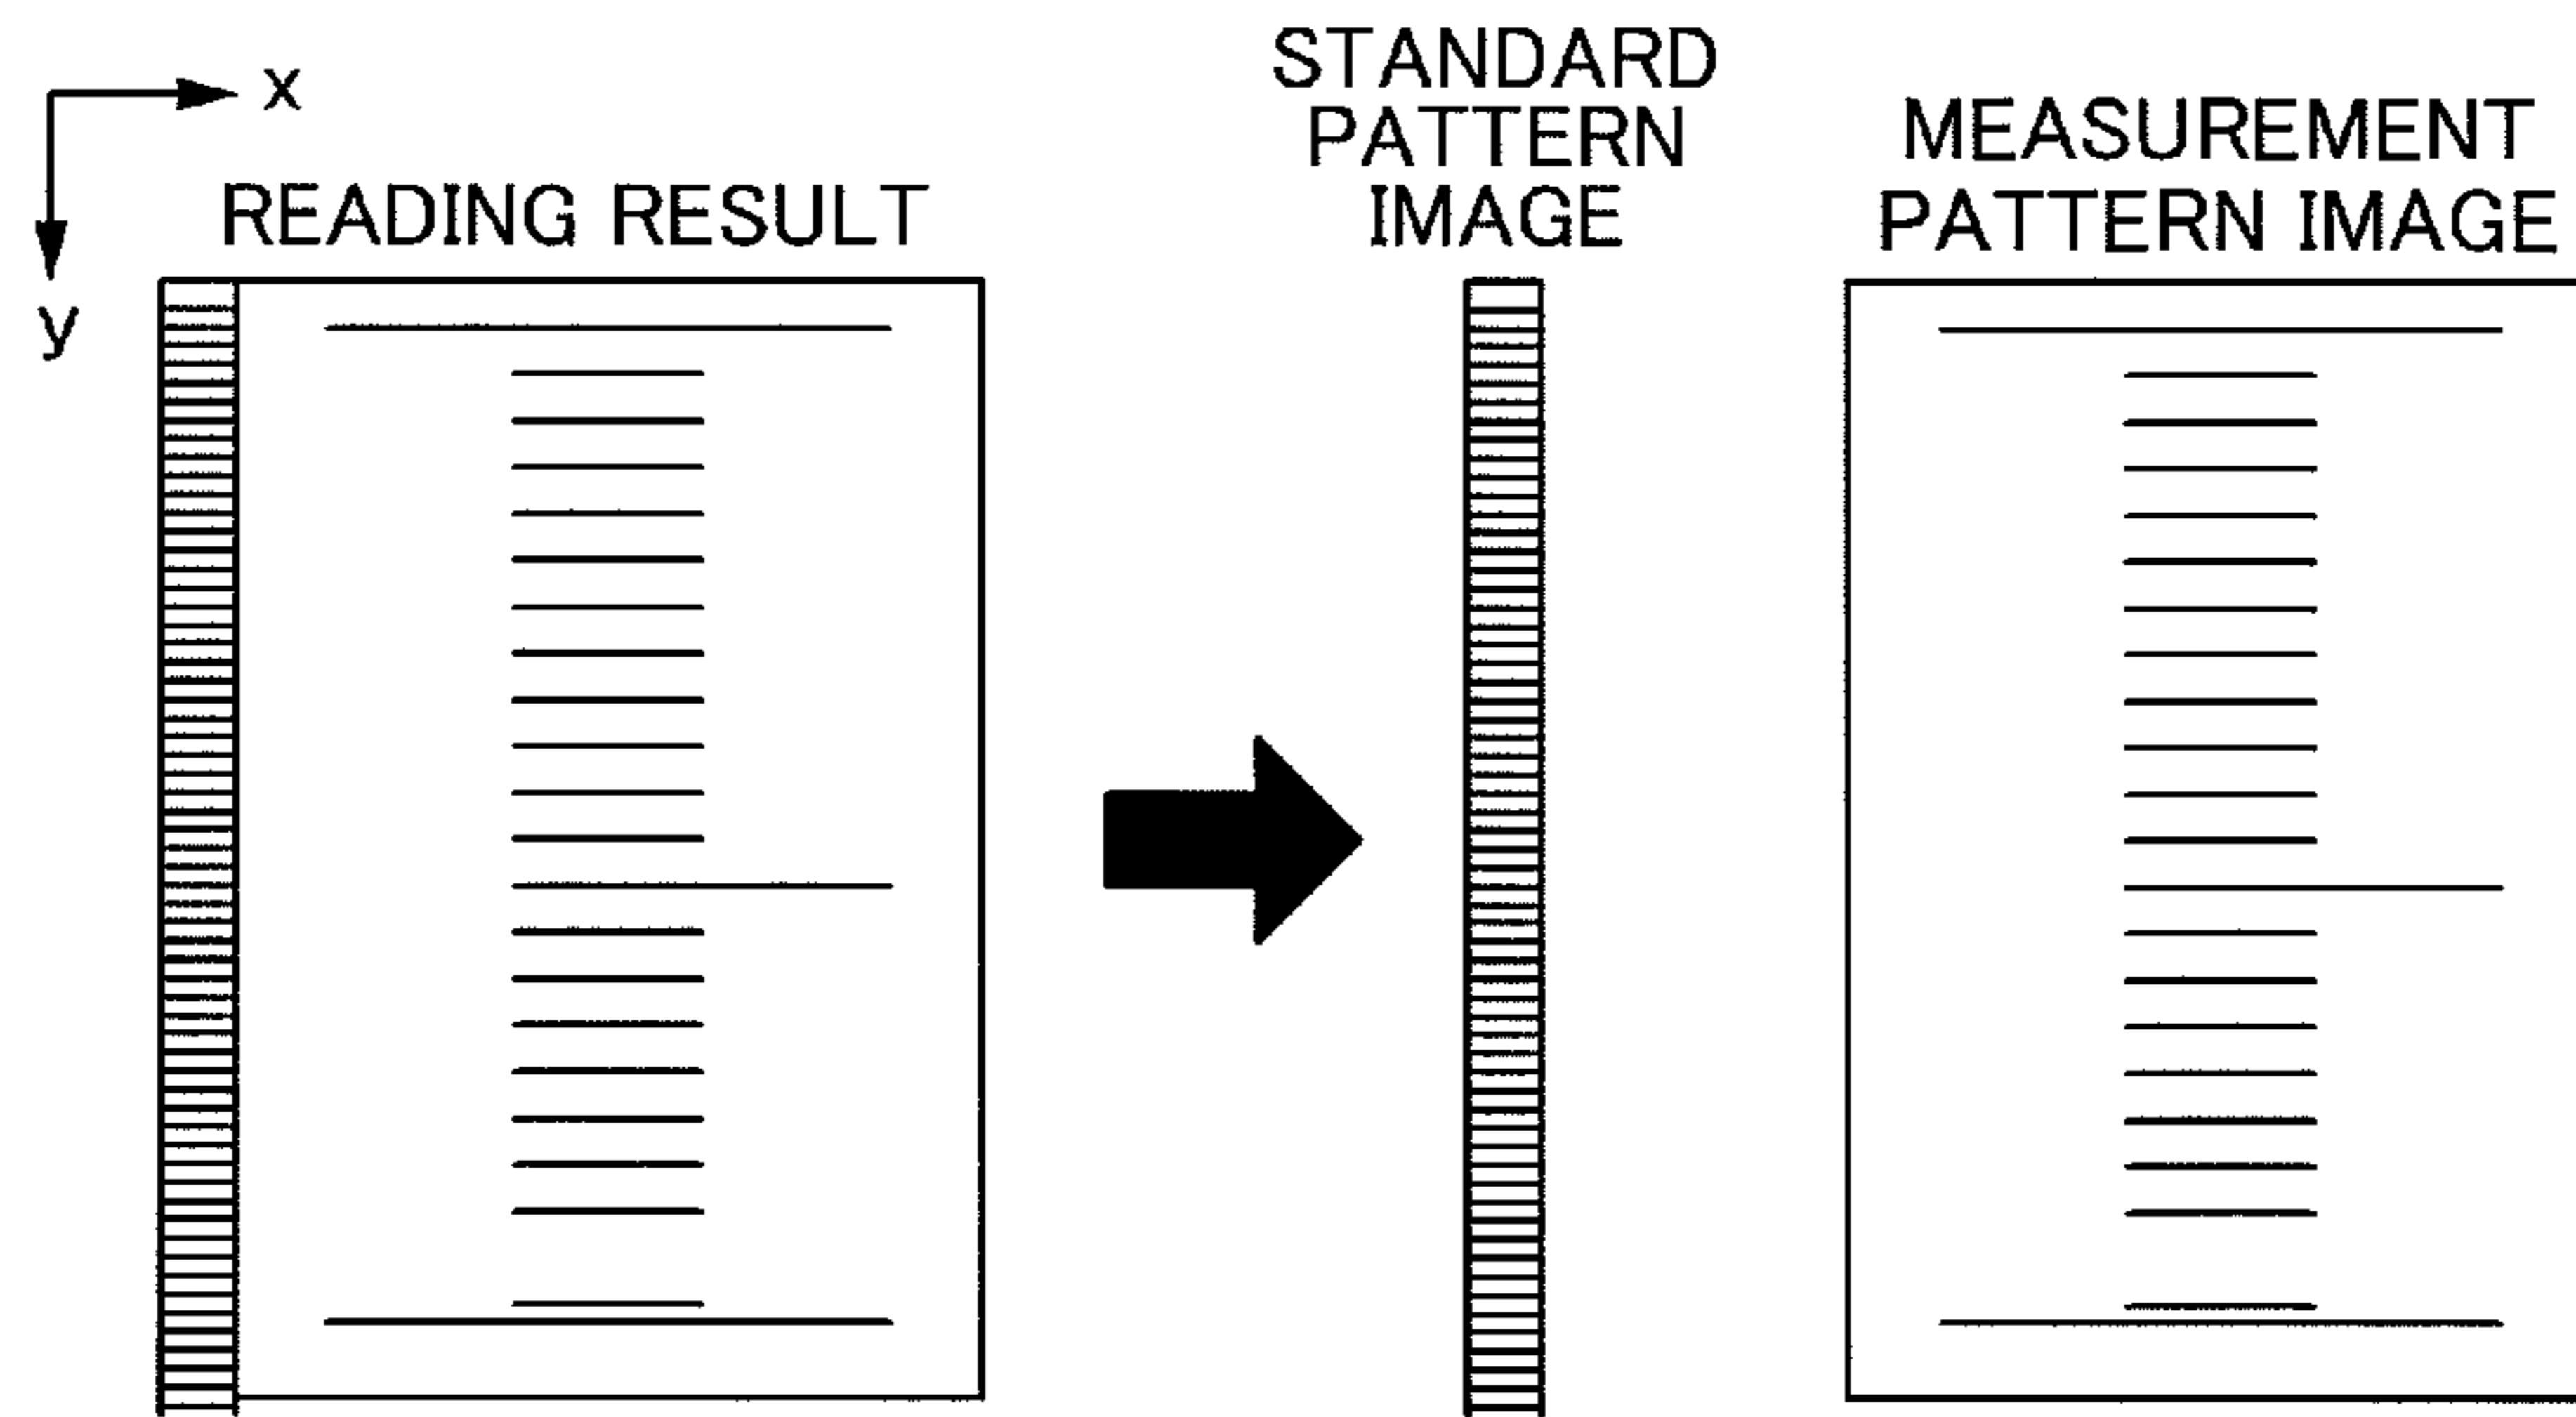 x
y
READING RESULT
STANDARD
PATTERN
IMAGE
MEASUREMENT
PATTERN IMAGE